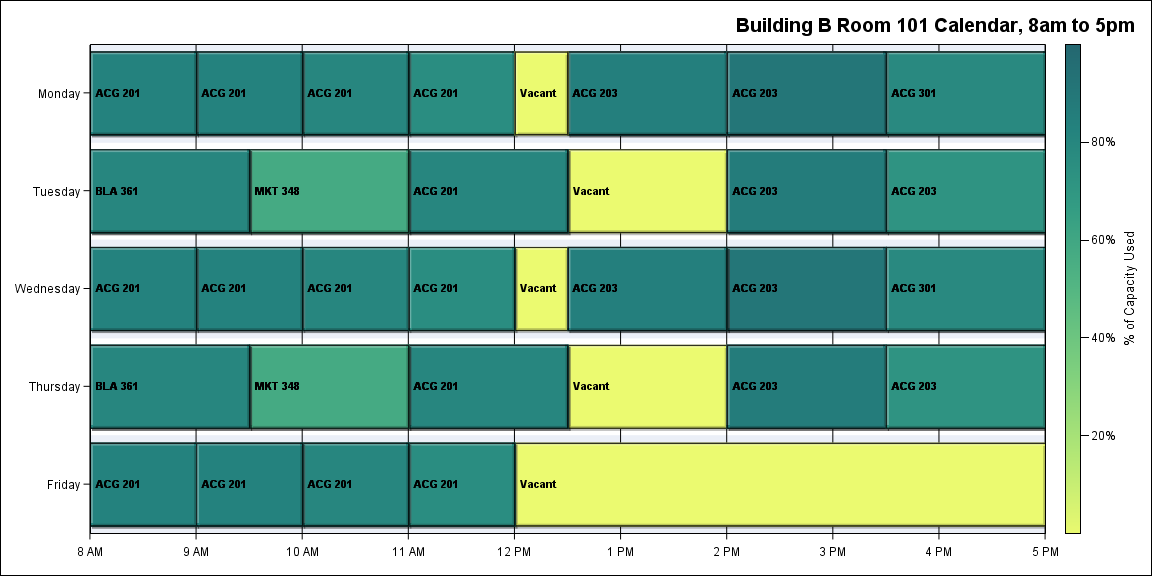 Building B Room 101 Calendar, 8am to 5pm
Monday
ACG 201
ACG 201
ACG 201
ACG 201
Vacant
ACG 203
ACG 203
ACG 301
Tuesday
BLA 361
MKT 348
ACG 201
Vacant
ACG 203
ACG 203
Wednesday
ACG 201
ACG 201
ACG 201
ACG 201
Vacant
ACG 203
ACG 203
ACG 301
Thursday
BLA 361
MKT 348
ACG 201
Vacant
ACG 203
ACG 203
Friday
ACG 201
ACG 201
ACG 201
ACG 201
Vacant
8 AM
9 AM
10 AM
11 AM
12 PM
1 PM
2 PM
3 PM
4 PM
5 PM
80%
60%
40%
20%
% of Capacity Used